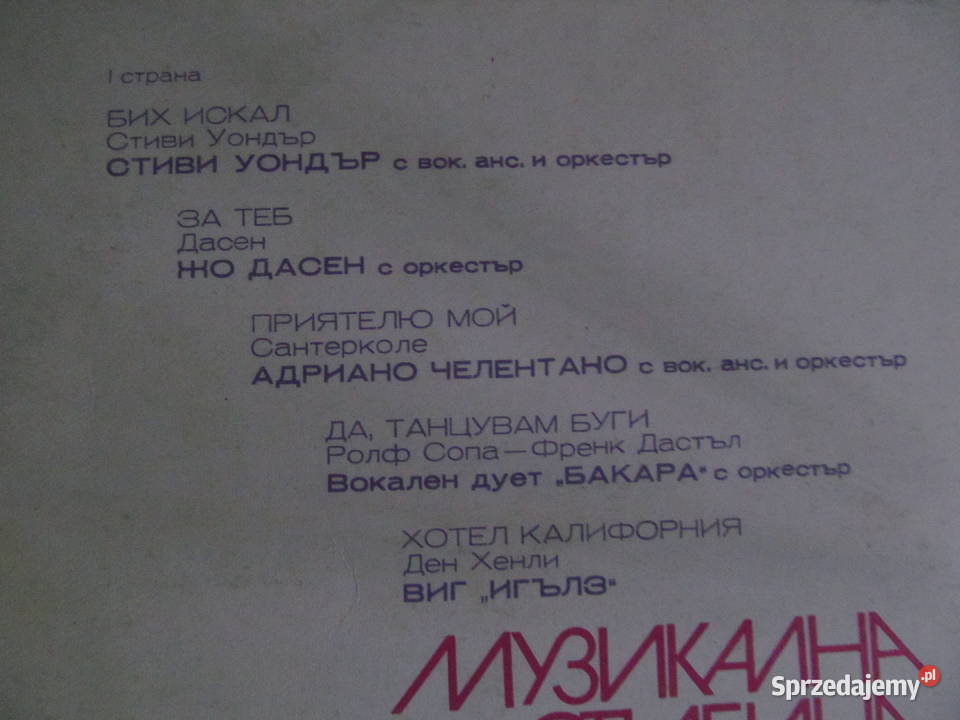 I страна
БИХ ИСКАЛ
Стиви Уондър
СТИВИ УОНДЪР с вок. анс. и оркестър
ЗА ТЕБ
Дасен
ЖО ДАСЕН с оркестър
ПРИЯТЕЛЮ МОЙ
Сантерколе
АДРИАНО ЧЕЛЕНТАНО с вок. анс. и оркестър
ДА, ТАНЦУВАМ БУГИ
Ролф Сопа—Френк Дастъл
Вокален дует „БАКАРА“ с оркестър
ХОТЕЛ КАЛИФОРНИЯ
Ден Хенли
ВИГ „ИГЪЛЗ“
МУЗИКАЛНА
Sprzedajemy.pl